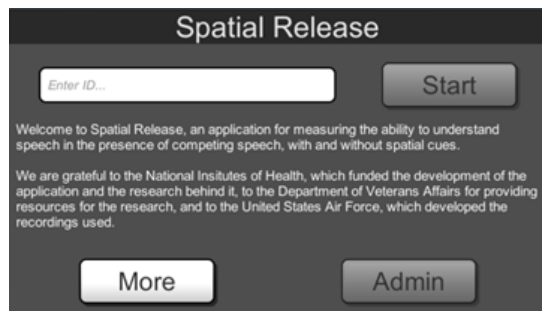 Spatial Release
Enter ID...
Start
Welcome to Spatial Release, an application for measuring the ability to understand
speech in the presence of competing speech, with and without spatial cues.
We are grateful to the National Insitutes of Health, which funded the development of the
application and the research behind it, to the Department of Veterans Affairs for providing
resources for the research, and to the United States Air Force, which developed the
recordings used.
More
Admin